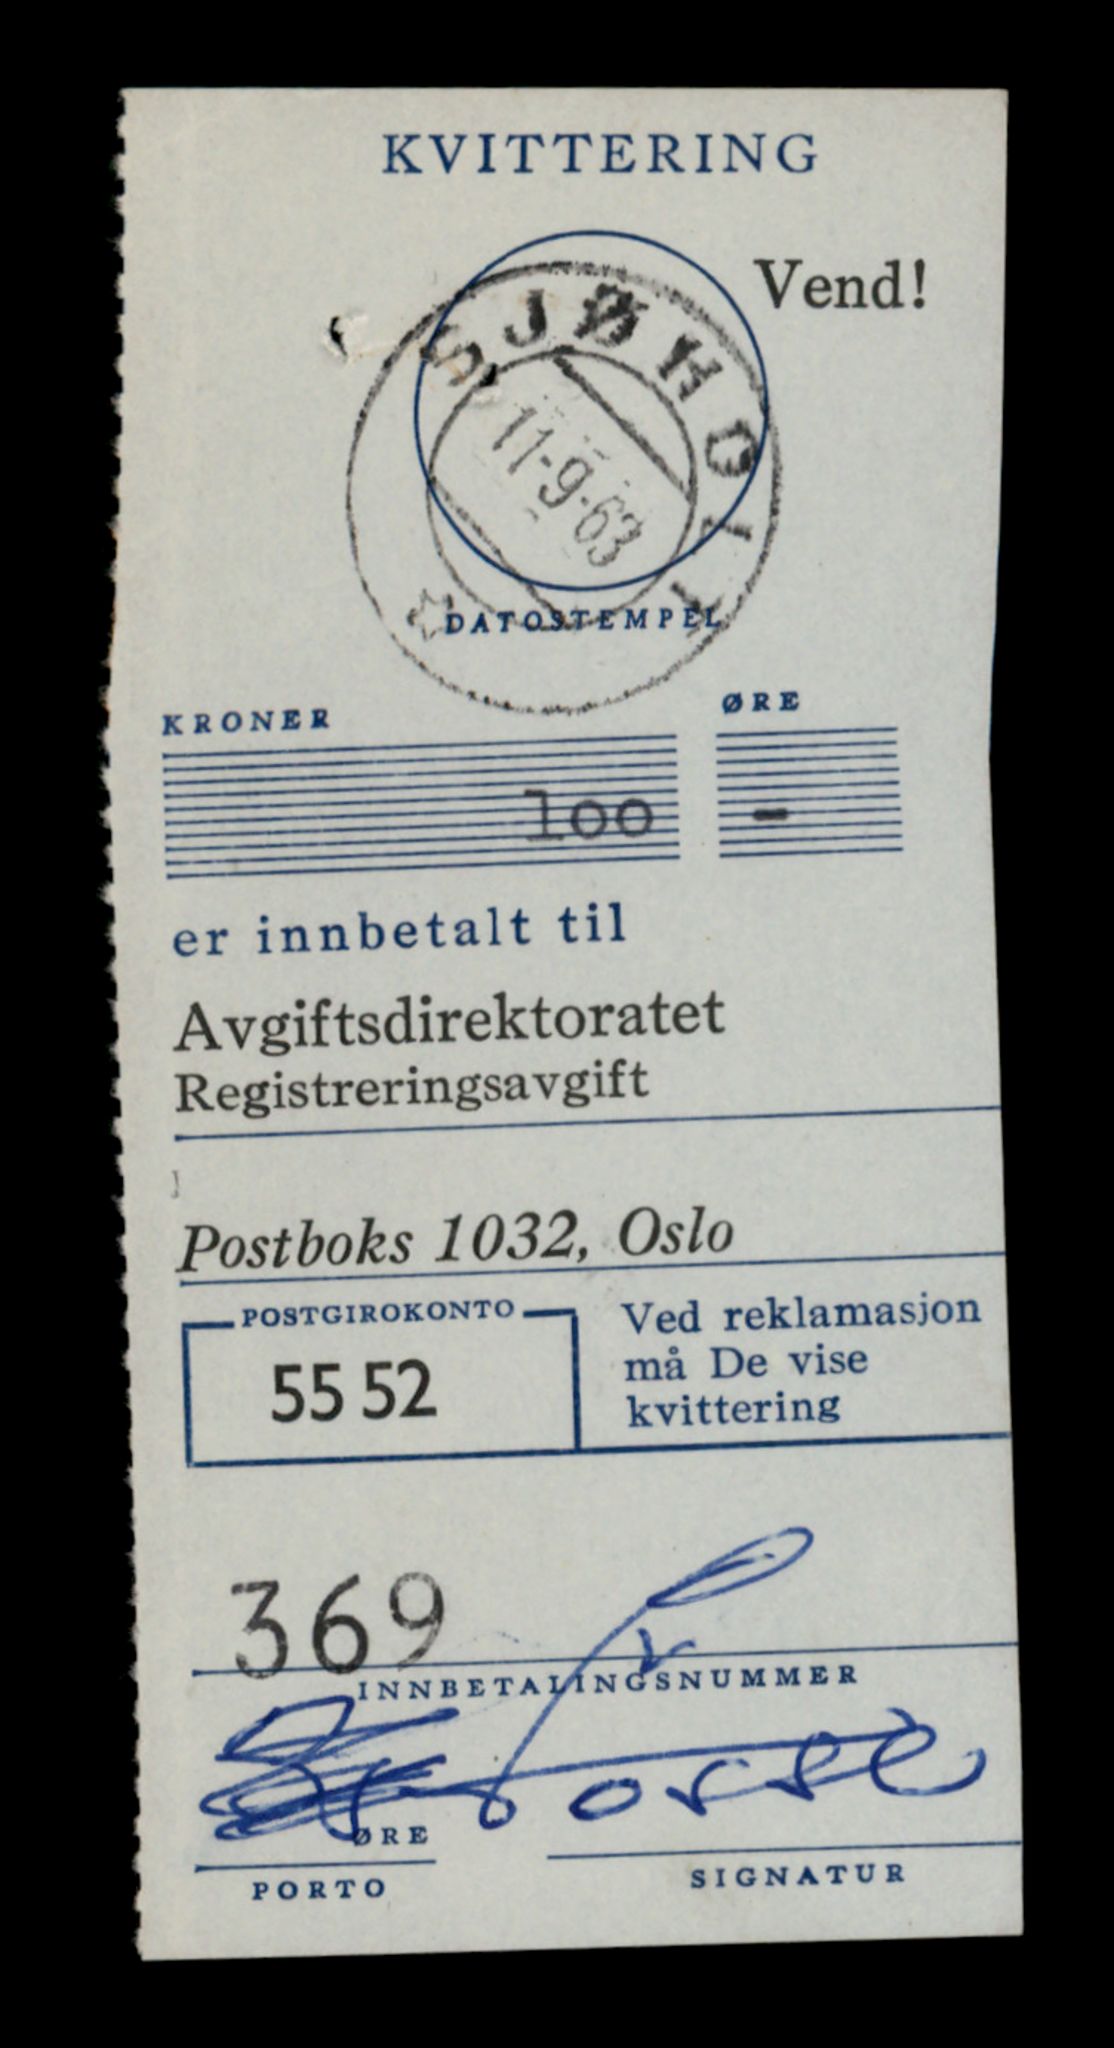 KVITTERING
Vend!
SJØHOLT
11-9-63
DATOSTEMPEL
KRONER ØRE
100 -
er innbetalt til
Avgiftsdirektoratet
Registreringsavgift
Postboks 1032, Oslo
POSTGIROKONTO
55 52
Ved reklamasjon
må De vise
kvittering
369
INNBETALINGSNUMMER
ØRE
PORTO
SIGNATUR